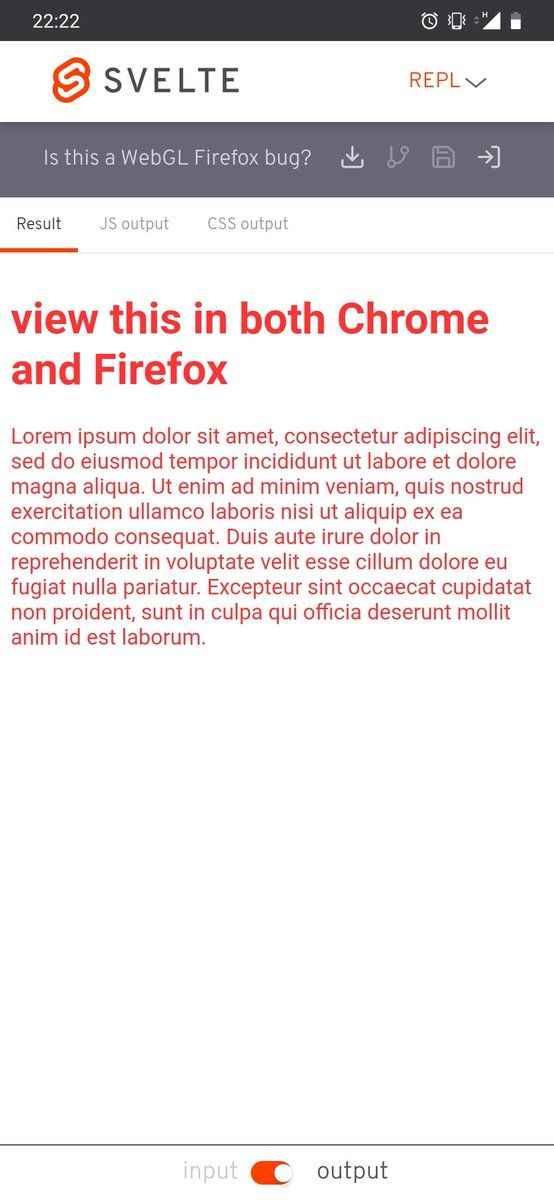 22:22
H
SVELTE
REPL
Is this a WebGL Firefox bug?
Result JS output CSS output
view this in both Chrome
and Firefox
Lorem ipsum dolor sit amet, consectetur adipiscing elit,
sed do eiusmod tempor incididunt ut labore et dolore
magna aliqua. Ut enim ad minim veniam, quis nostrud
exercitation ullamco laboris nisi ut aliquip ex ea
commodo consequat. Duis aute irure dolor in
reprehenderit in voluptate velit esse cillum dolore eu
fugiat nulla pariatur. Excepteur sint occaecat cupidatat
non proident, sunt in culpa qui officia deserunt mollit
anim id est laborum.
input output